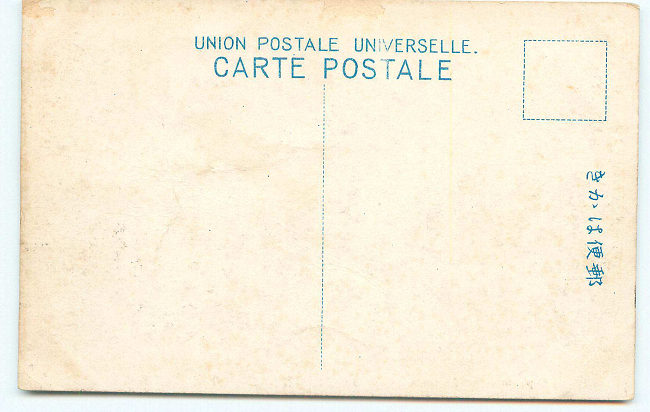 UNION POSTALE UNIVERSELLE.
CARTE POSTALE
きかは便郵